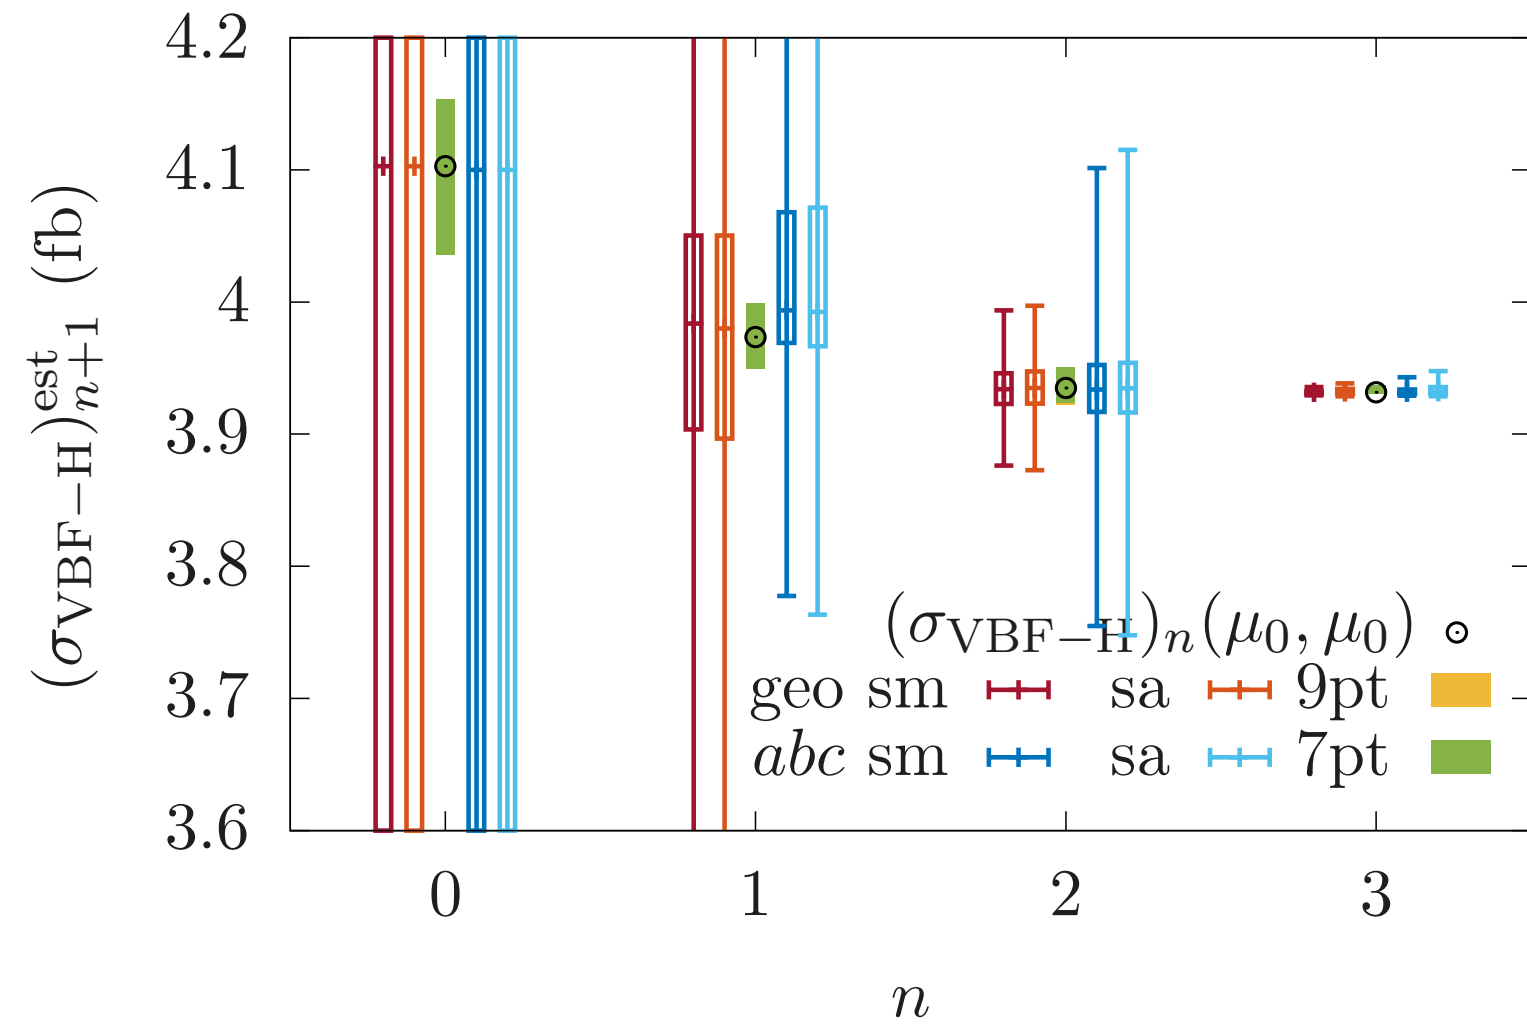 (σVBF−H)estn+1 (fb)
4.2
4.1
4
3.9
3.8
3.7
3.6
(σVBF−H)n(μ0, μ0)
geo sm sa 9pt
abc sm sa 7pt
0 1 2 3
n